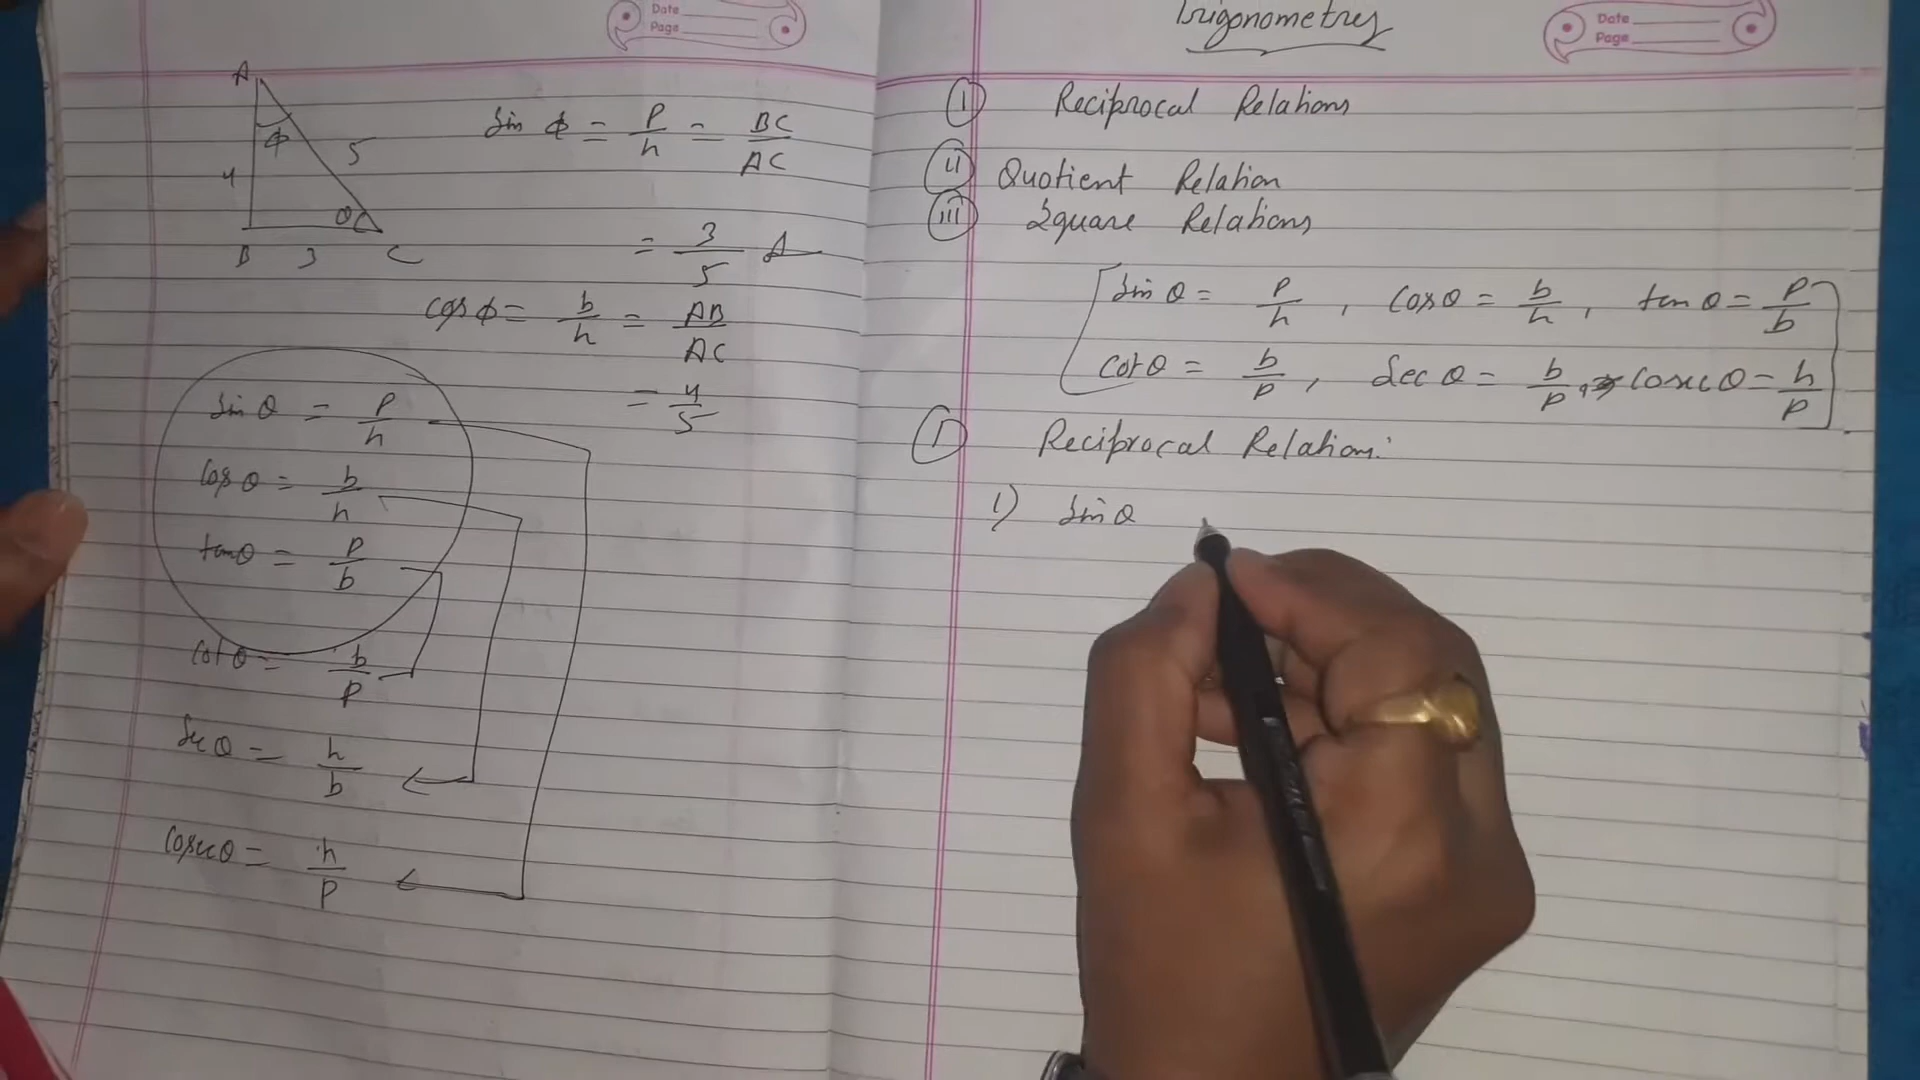 Date
Page
A
ϕ
5
4
θ
B 3 C
Sin ϕ = P/h = BC/AC
= 3/5
cos ϕ = b/h = AB/AC
= 4/5
Sin θ = P/h
Cos θ = b/h
tan θ = P/b
cot θ = b/P
Sec θ = h/b
Cosec θ = h/P
Date
Page
Trigonometry
(I) Reciprocal Relations
(II) Quotient Relation
(III) Square Relations
Sin θ = P/h , Cos θ = b/h , tan θ = P/b
Cot θ = b/P , Sec θ = b/P , Cosec θ = h/P
(I) Reciprocal Relation:
1) Sin θ